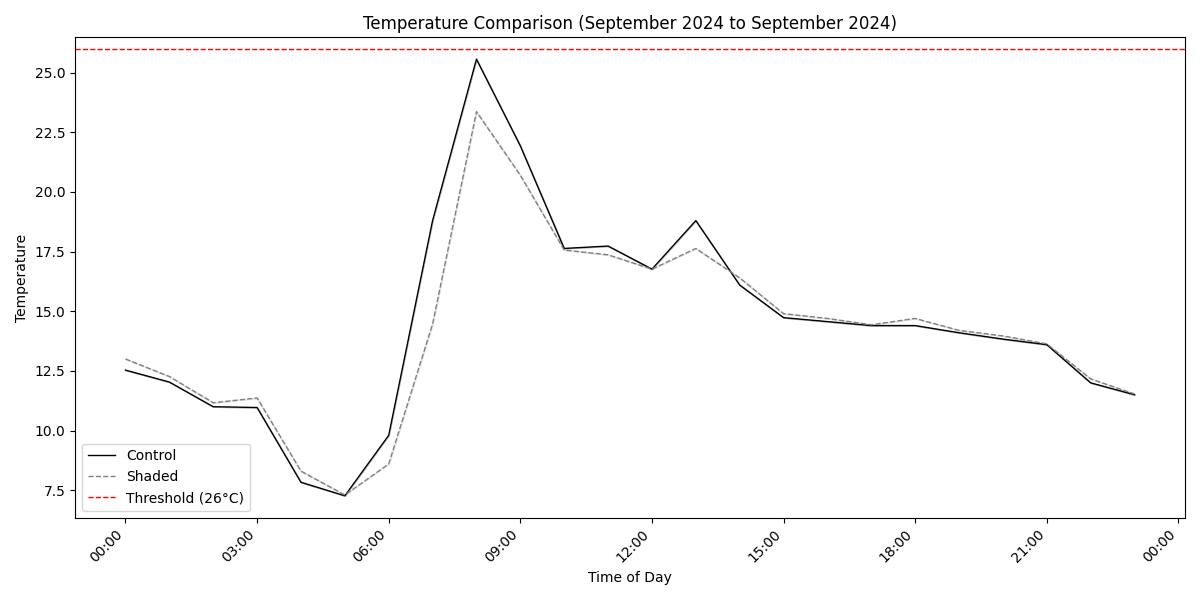 Temperature Comparison (September 2024 to September 2024)
Temperature
25.0
22.5
20.0
17.5
15.0
12.5
10.0
7.5
Control
Shaded
Threshold (26°C)
00:00
03:00
06:00
09:00
12:00
15:00
18:00
21:00
00:00
Time of Day